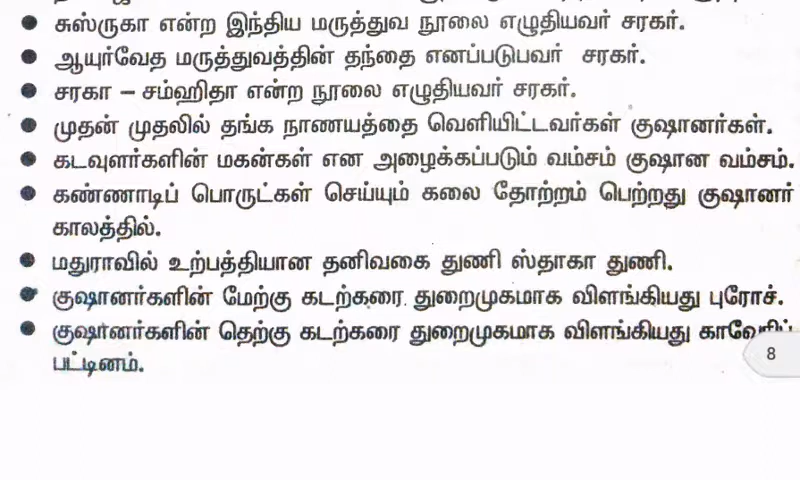 சுஸ்ருகா என்ற இந்திய மருத்துவ நூலை எழுதியவர் சரகர்.
ஆயுர்வேத மருத்துவத்தின் தந்தை எனப்படுபவர் சரகர்.
சரகா – சம்ஹிதா என்ற நூலை எழுதியவர் சரகர்.
முதன் முதலில் தங்க நாணயத்தை வெளியிட்டவர்கள் குஷானர்கள்.
கடவுளர்களின் மகன்கள் என அழைக்கப்படும் வம்சம் குஷான வம்சம்.
கண்ணாடிப் பொருட்கள் செய்யும் கலை தோற்றம் பெற்றது குஷானர்
காலத்தில்.
மதுராவில் உற்பத்தியான தனிவகை துணி ஸ்தாகா துணி.
குஷானர்களின் மேற்கு கடற்கரை துறைமுகமாக விளங்கியது புரோச்.
குஷானர்களின் தெற்கு கடற்கரை துறைமுகமாக விளங்கியது காவேரிப்
பட்டினம்.
8